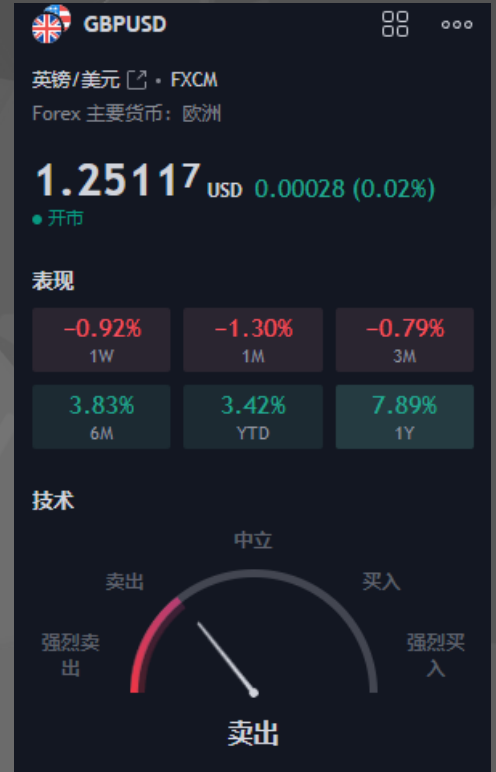 GBPUSD
英镑/美元 • FXCM
Forex 主要货币：欧洲
1.25117 USD 0.00028 (0.02%)
开市
表现
−0.92% −1.30% −0.79%
1W 1M 3M
3.83% 3.42% 7.89%
6M YTD 1Y
技术
中立
卖出 买入
强烈卖 强烈买
出 入
卖出